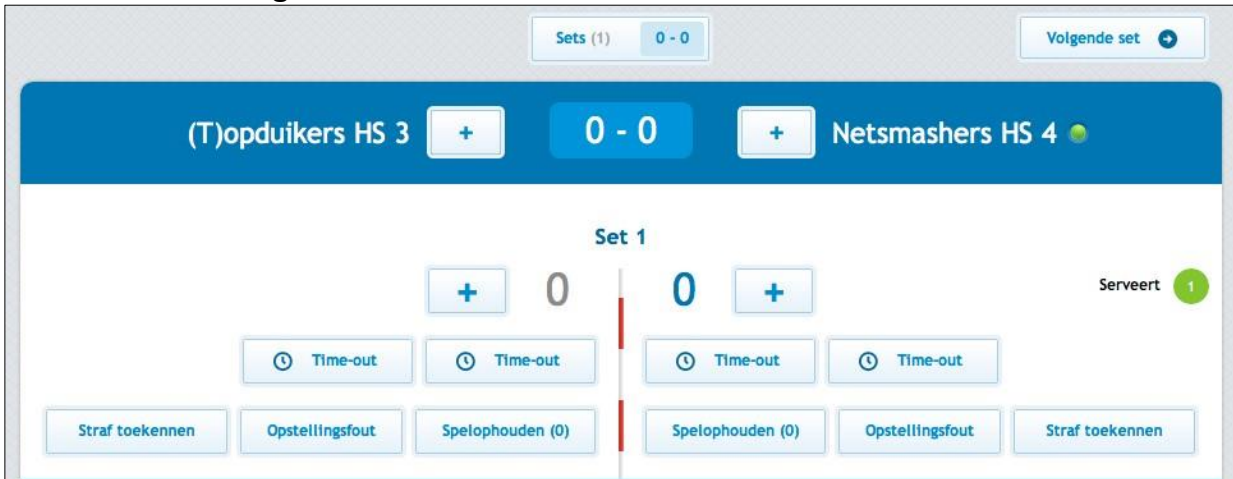 Sets (1) 0 - 0 Volgende set
(T)opduikers HS 3 + 0 - 0 + Netsmashers HS 4
Set 1
+ 0 0 + Serveert 1
Time-out Time-out Time-out Time-out
Straf toekennen Opstellingsfout Spelophouden (0) Spelophouden (0) Opstellingsfout Straf toekennen